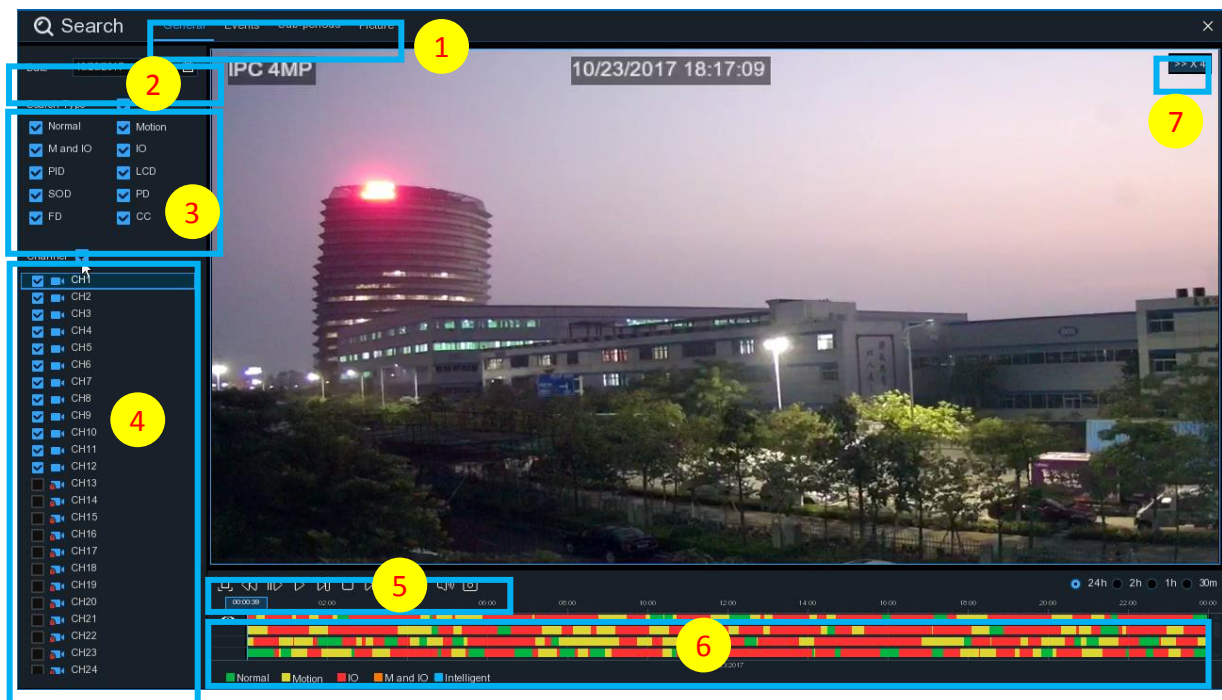 Search General Events Sub-periods Picture
1
2
IPC 4MP
10/23/2017 18:17:09
>> X 4
7
Normal Motion
M and IO IO
PID LCD
SOD PD
FD CC
3
Channel
CH1
CH2
CH3
CH4
CH5
CH6
CH7
CH8
CH9
CH10
CH11
CH12
CH13
CH14
CH15
CH16
CH17
CH18
CH19
CH20
CH21
CH22
CH23
CH24
4
5
24h 2h 1h 30m
00:00:39 02:00 06:00 08:00 10:00 12:00 14:00 16:00 18:00 20:00 22:00 00:00
6
Normal Motion IO M and IO Intelligent